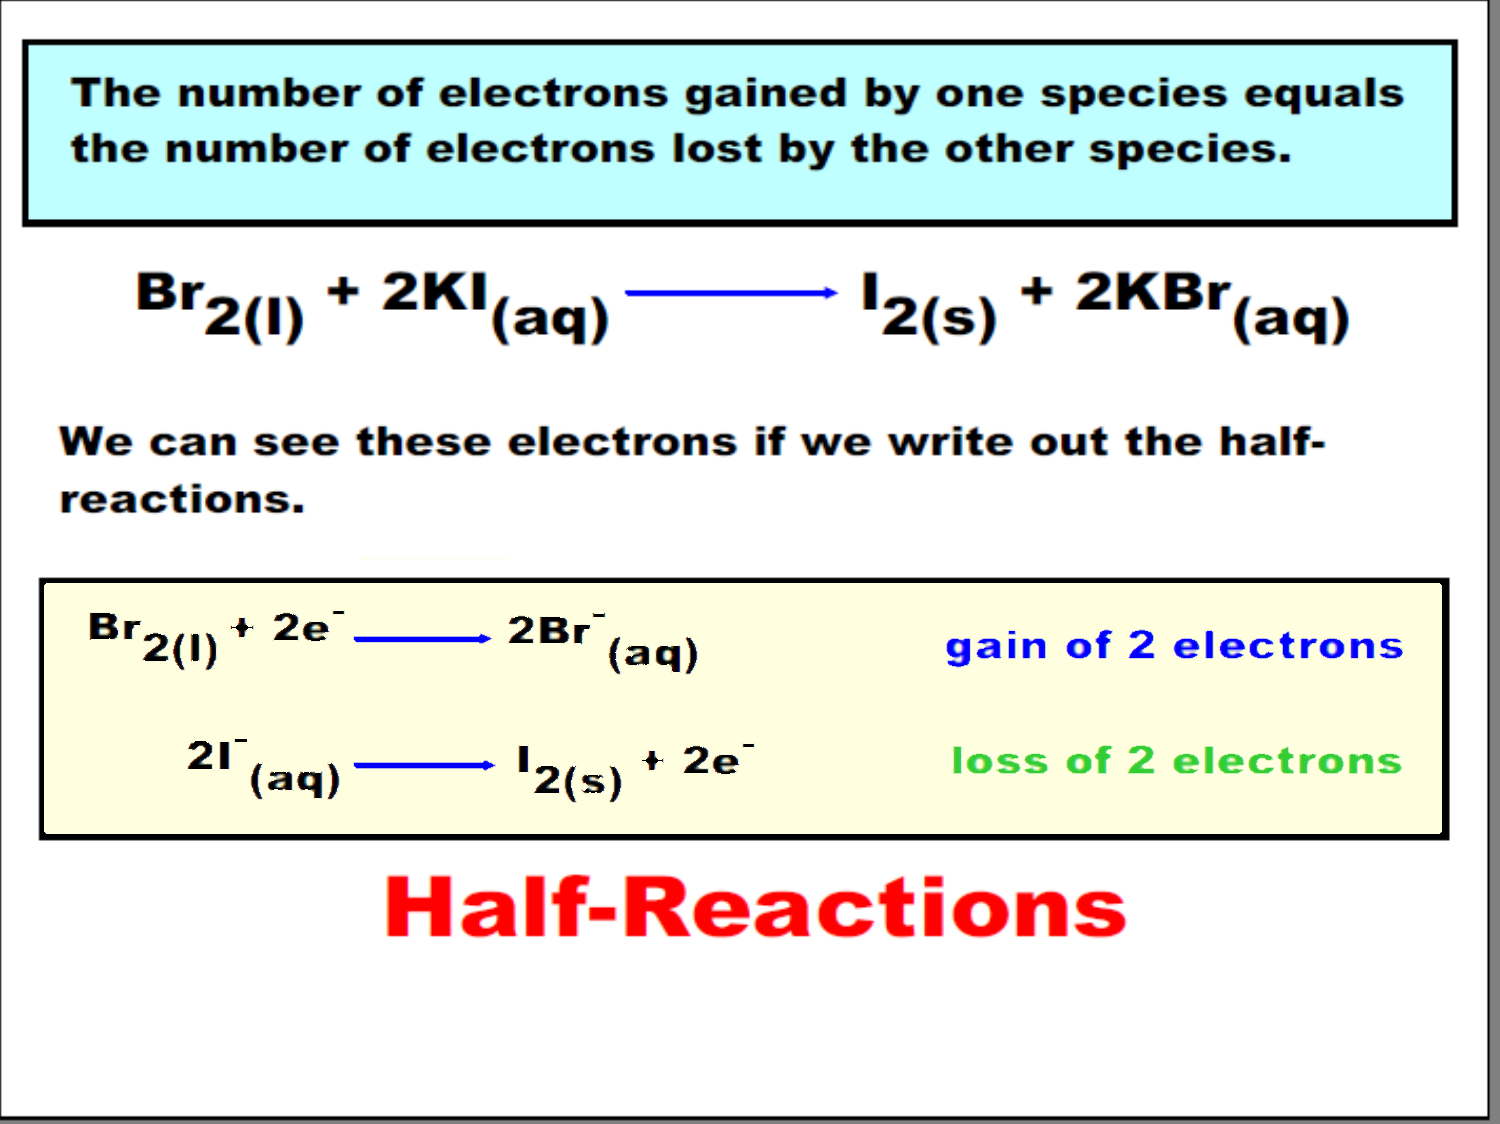 The number of electrons gained by one species equals
the number of electrons lost by the other species.
Br2(l) + 2KI(aq) → I2(s) + 2KBr(aq)
We can see these electrons if we write out the half-
reactions.
Br2(l) + 2e⁻ → 2Br⁻(aq) gain of 2 electrons
2I⁻(aq) → I2(s) + 2e⁻ loss of 2 electrons
Half-Reactions